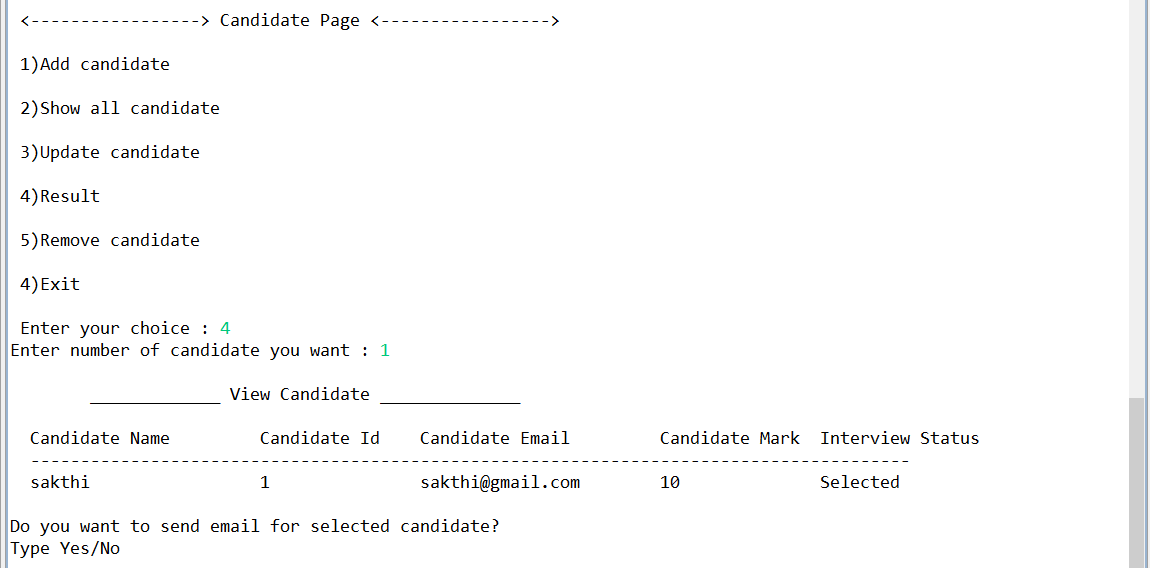 <-----------------> Candidate Page <----------------->
1)Add candidate
2)Show all candidate
3)Update candidate
4)Result
5)Remove candidate
4)Exit
Enter your choice : 4
Enter number of candidate you want : 1
_____________ View Candidate ______________
Candidate Name Candidate Id Candidate Email Candidate Mark Interview Status
----------------------------------------------------------------------------------------
sakthi 1 sakthi@gmail.com 10 Selected
Do you want to send email for selected candidate?
Type Yes/No